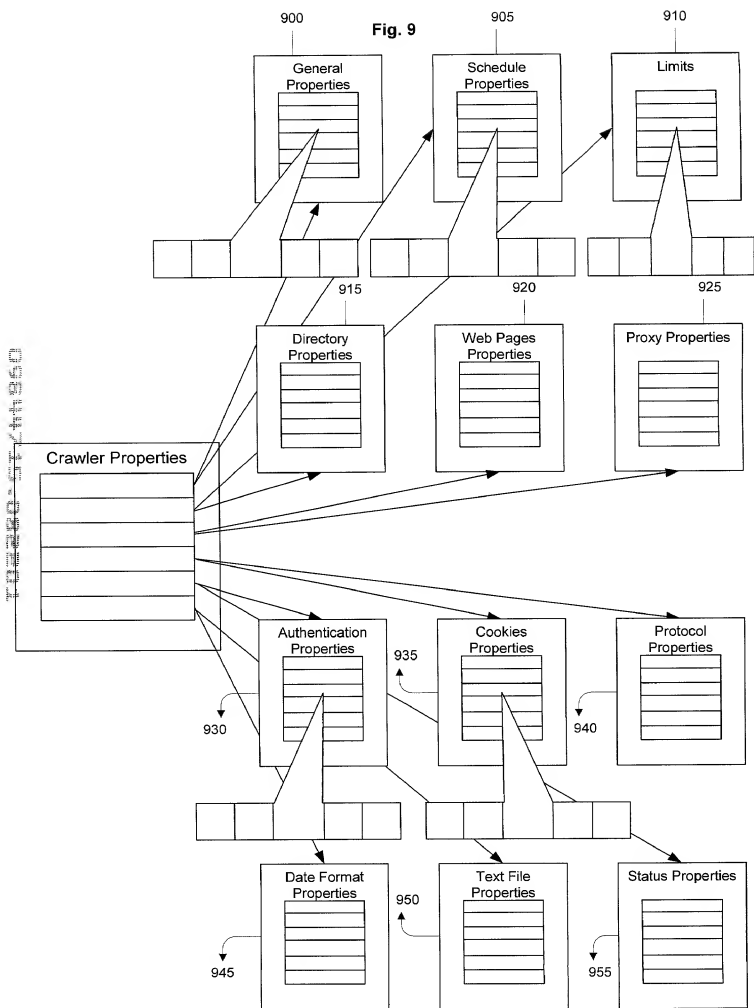 900
Fig. 9
905
910
General
Properties
Schedule
Properties
Limits
915
920
925
Directory
Properties
Web Pages
Properties
Proxy Properties
Crawler Properties
Authentication
Properties
935
Cookies
Properties
Protocol
Properties
930
940
Date Format
Properties
950
Text File
Properties
Status Properties
945
955